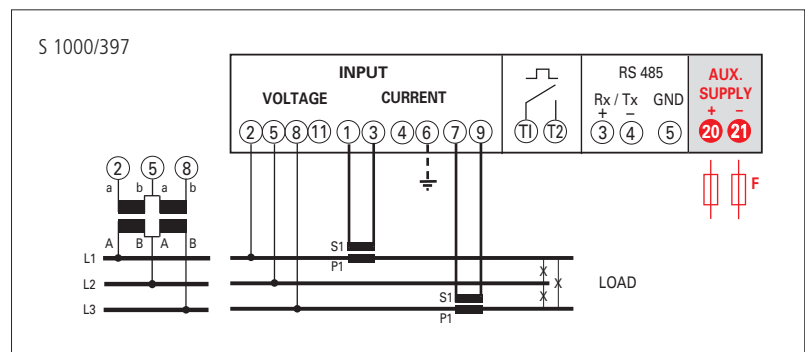 S 1000/397
INPUT
VOLTAGE CURRENT
2 5 8 11 1 3 4 6 7 9
T1 T2
RS 485
Rx / Tx GND
+ –
3 4 5
AUX.
SUPPLY
+ –
20 21
F
2 5 8
a b a b
A B A B
L1
L2
L3
S1
P1
S1
P1
X
X
X
LOAD